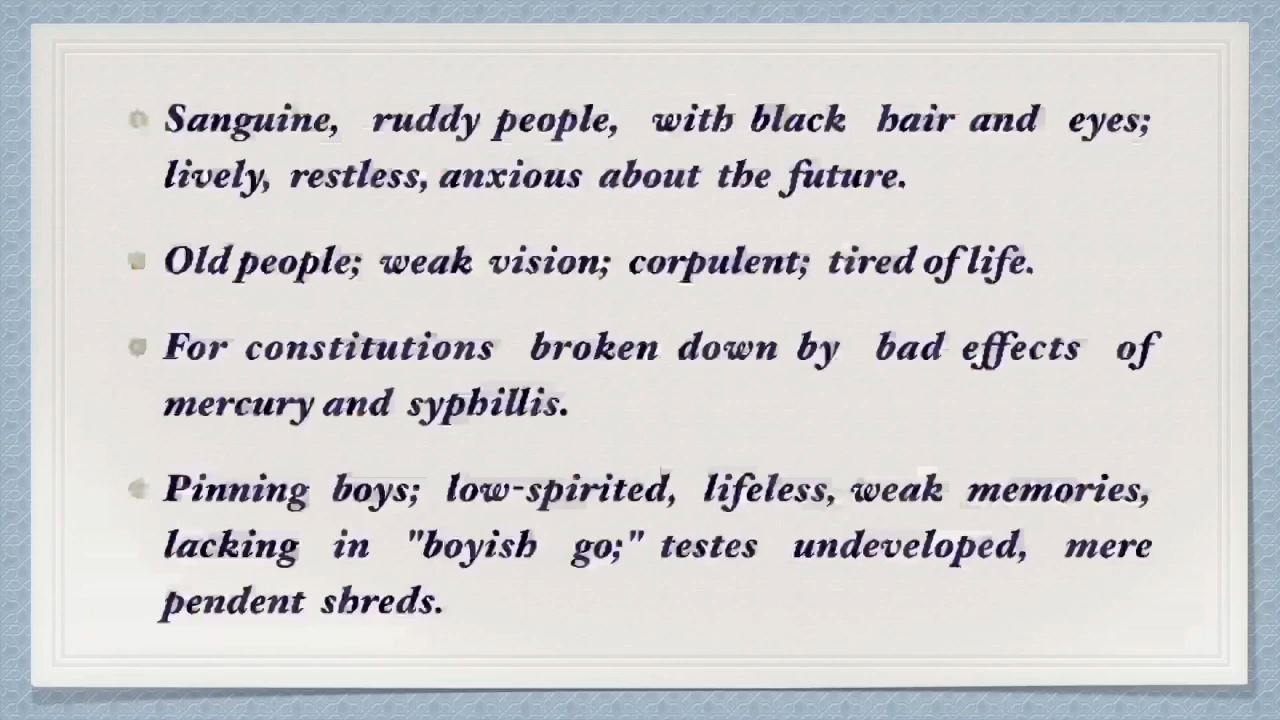 Sanguine, ruddy people, with black hair and eyes;
lively, restless, anxious about the future.
Old people; weak vision; corpulent; tired of life.
For constitutions broken down by bad effects of
mercury and syphillis.
Pinning boys; low-spirited, lifeless, weak memories,
lacking in "boyish go;" testes undeveloped, mere
pendent shreds.